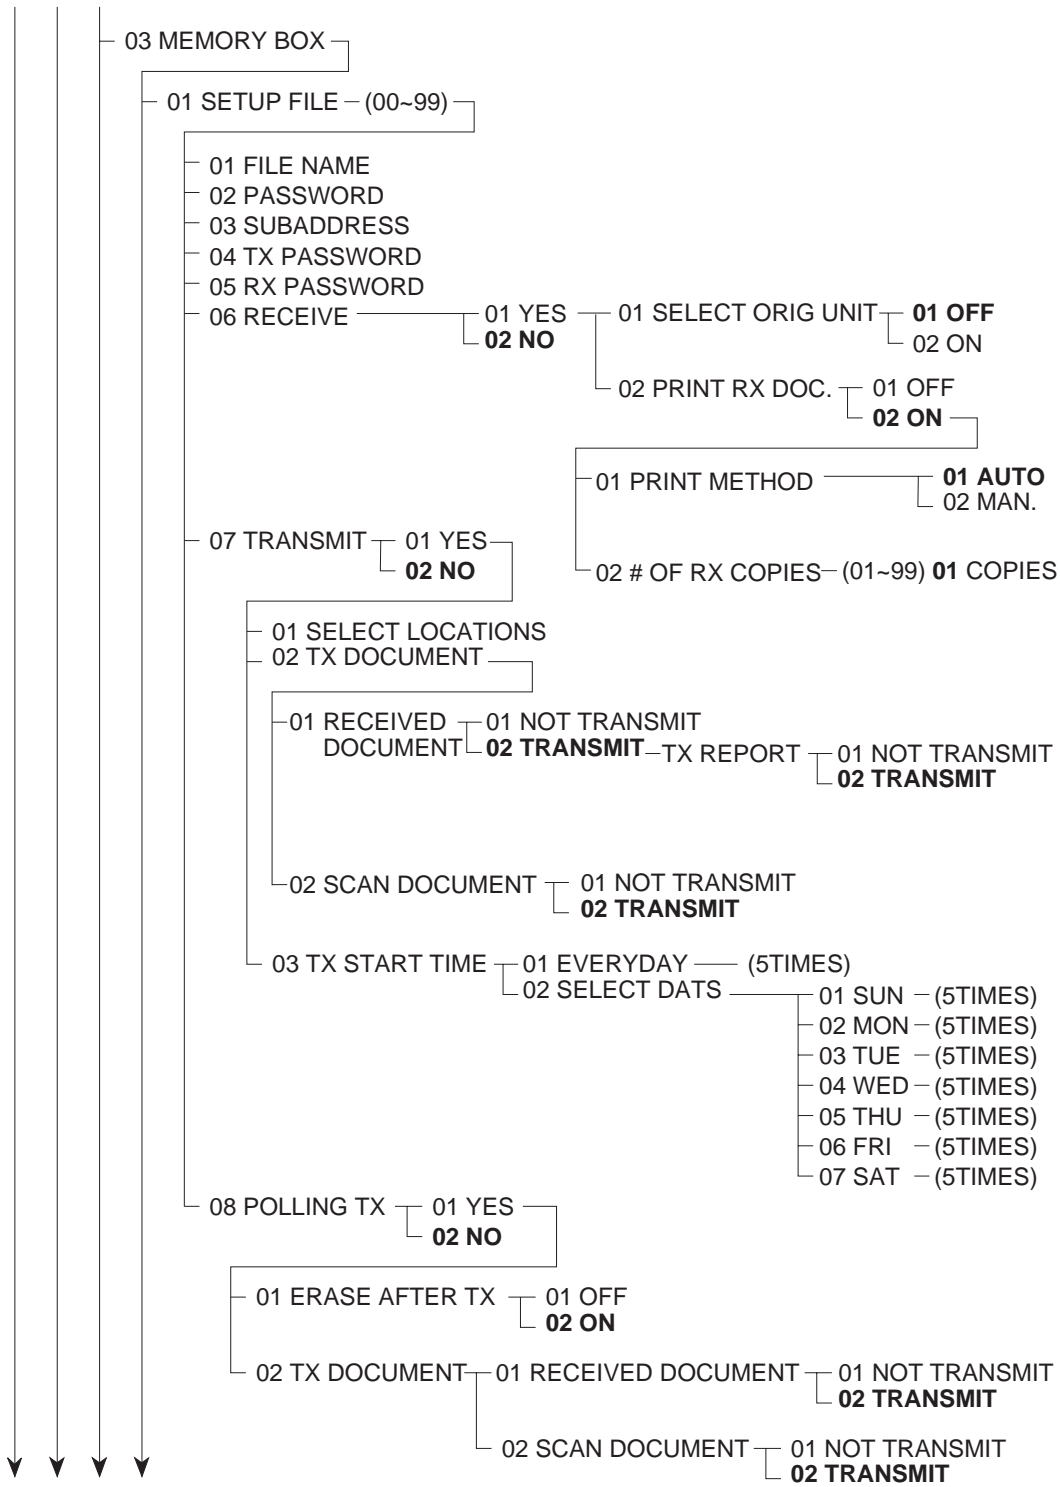 03 MEMORY BOX
01 SETUP FILE (00~99)
01 FILE NAME
02 PASSWORD
03 SUBADDRESS
04 TX PASSWORD
05 RX PASSWORD
06 RECEIVE 01 YES 01 SELECT ORIG UNIT 01 OFF
02 NO 02 ON
02 PRINT RX DOC. 01 OFF
02 ON
01 PRINT METHOD 01 AUTO
02 MAN.
07 TRANSMIT 01 YES
02 NO 02 # OF RX COPIES (01~99) 01 COPIES
01 SELECT LOCATIONS
02 TX DOCUMENT
01 RECEIVED 01 NOT TRANSMIT
DOCUMENT 02 TRANSMIT TX REPORT 01 NOT TRANSMIT
02 TRANSMIT
02 SCAN DOCUMENT 01 NOT TRANSMIT
02 TRANSMIT
03 TX START TIME 01 EVERYDAY (5TIMES)
02 SELECT DATS 01 SUN (5TIMES)
02 MON (5TIMES)
03 TUE (5TIMES)
04 WED (5TIMES)
05 THU (5TIMES)
06 FRI (5TIMES)
07 SAT (5TIMES)
08 POLLING TX 01 YES
02 NO
01 ERASE AFTER TX 01 OFF
02 ON
02 TX DOCUMENT 01 RECEIVED DOCUMENT 01 NOT TRANSMIT
02 TRANSMIT
02 SCAN DOCUMENT 01 NOT TRANSMIT
02 TRANSMIT